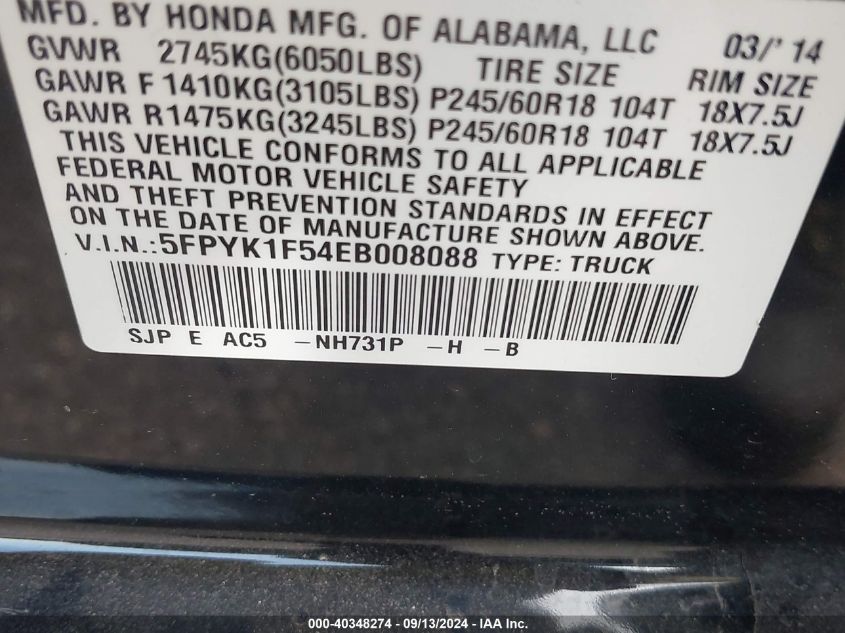 MFD. BY HONDA MFG. OF ALABAMA, LLC 03/'14
GVWR 2745KG(6050LBS) TIRE SIZE RIM SIZE
GAWR F 1410KG(3105LBS) P245/60R18 104T 18X7.5J
GAWR R1475KG(3245LBS) P245/60R18 104T 18X7.5J
THIS VEHICLE CONFORMS TO ALL APPLICABLE
FEDERAL MOTOR VEHICLE SAFETY
AND THEFT PREVENTION STANDARDS IN EFFECT
ON THE DATE OF MANUFACTURE SHOWN ABOVE.
V.I.N.:5FPYK1F54EB008088 TYPE: TRUCK
SJP E AC5 -NH731P -H -B
000-40348274 - 09/13/2024 - IAA Inc.